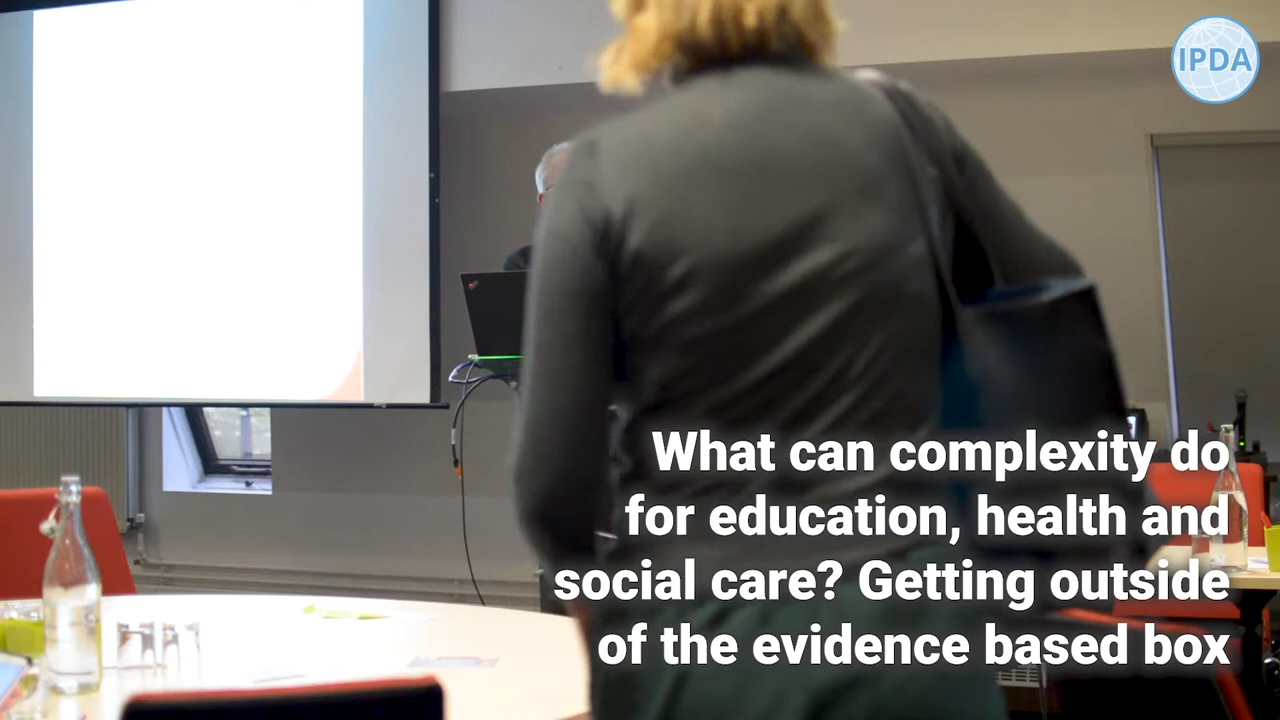 IPDA
What can complexity do
for education, health and
social care? Getting outside
of the evidence based box